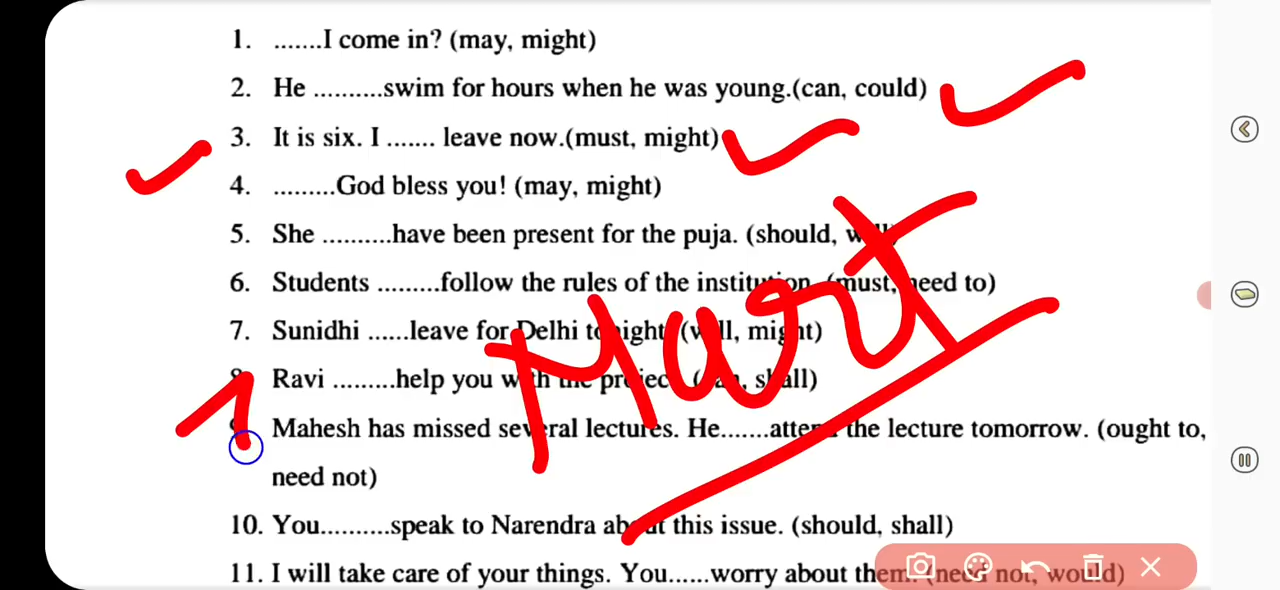 1. .......I come in? (may, might)
2. He ..........swim for hours when he was young.(can, could)
3. It is six. I ....... leave now.(must, might)
4. .........God bless you! (may, might)
5. She ..........have been present for the puja. (should,
6. Students .........follow the rules of the institution. (must, need to)
7. Sunidhi ......leave for Delhi tonight. (will, might)
Ravi .........help you with the project. (can, shall)
Mahesh has missed several lectures. He.......attend the lecture tomorrow. (ought to,
need not)
10. You..........speak to Narendra about this issue. (should, shall)
11. I will take care of your things. You......worry about them. (need not, would)